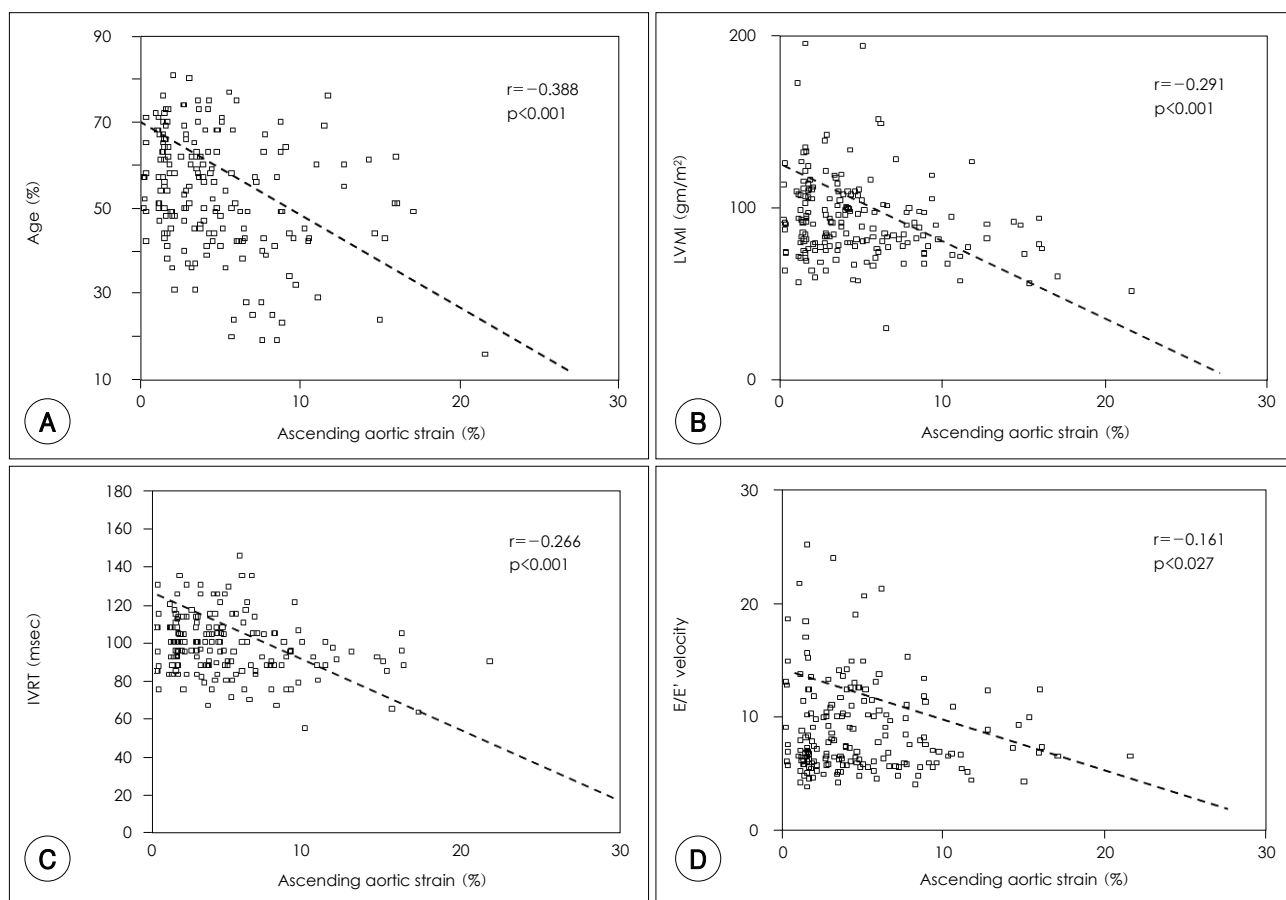 90
70
50
30
10
Age (%)
r=−0.388
p<0.001
0
10
20
30
Ascending aortic strain (%)
A
200
100
0
LVMI (gm/m²)
r=−0.291
p<0.001
0
10
20
30
Ascending aortic strain (%)
B
180
160
140
120
100
80
60
40
20
0
IVRT (msec)
r=−0.266
p<0.001
0
10
20
30
Ascending aortic strain (%)
C
30
20
10
0
E/E' velocity
r=−0.161
p<0.027
0
10
20
30
Ascending aortic strain (%)
D